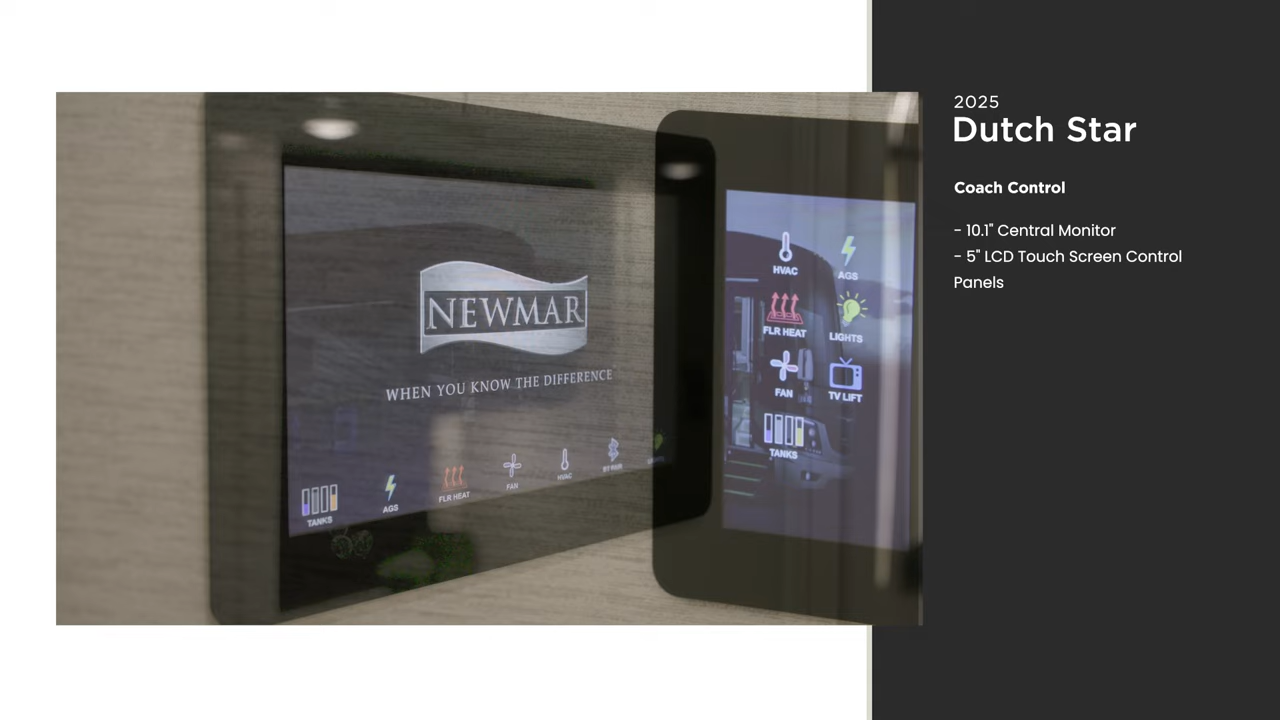 2025
Dutch Star
Coach Control
- 10.1" Central Monitor
- 5" LCD Touch Screen Control
Panels
NEWMAR
WHEN YOU KNOW THE DIFFERENCE
TANKS
AGS
FLR HEAT
FAN
HVAC
HVAC
AGS
FLR HEAT
LIGHTS
FAN
TV LIFT
TANKS